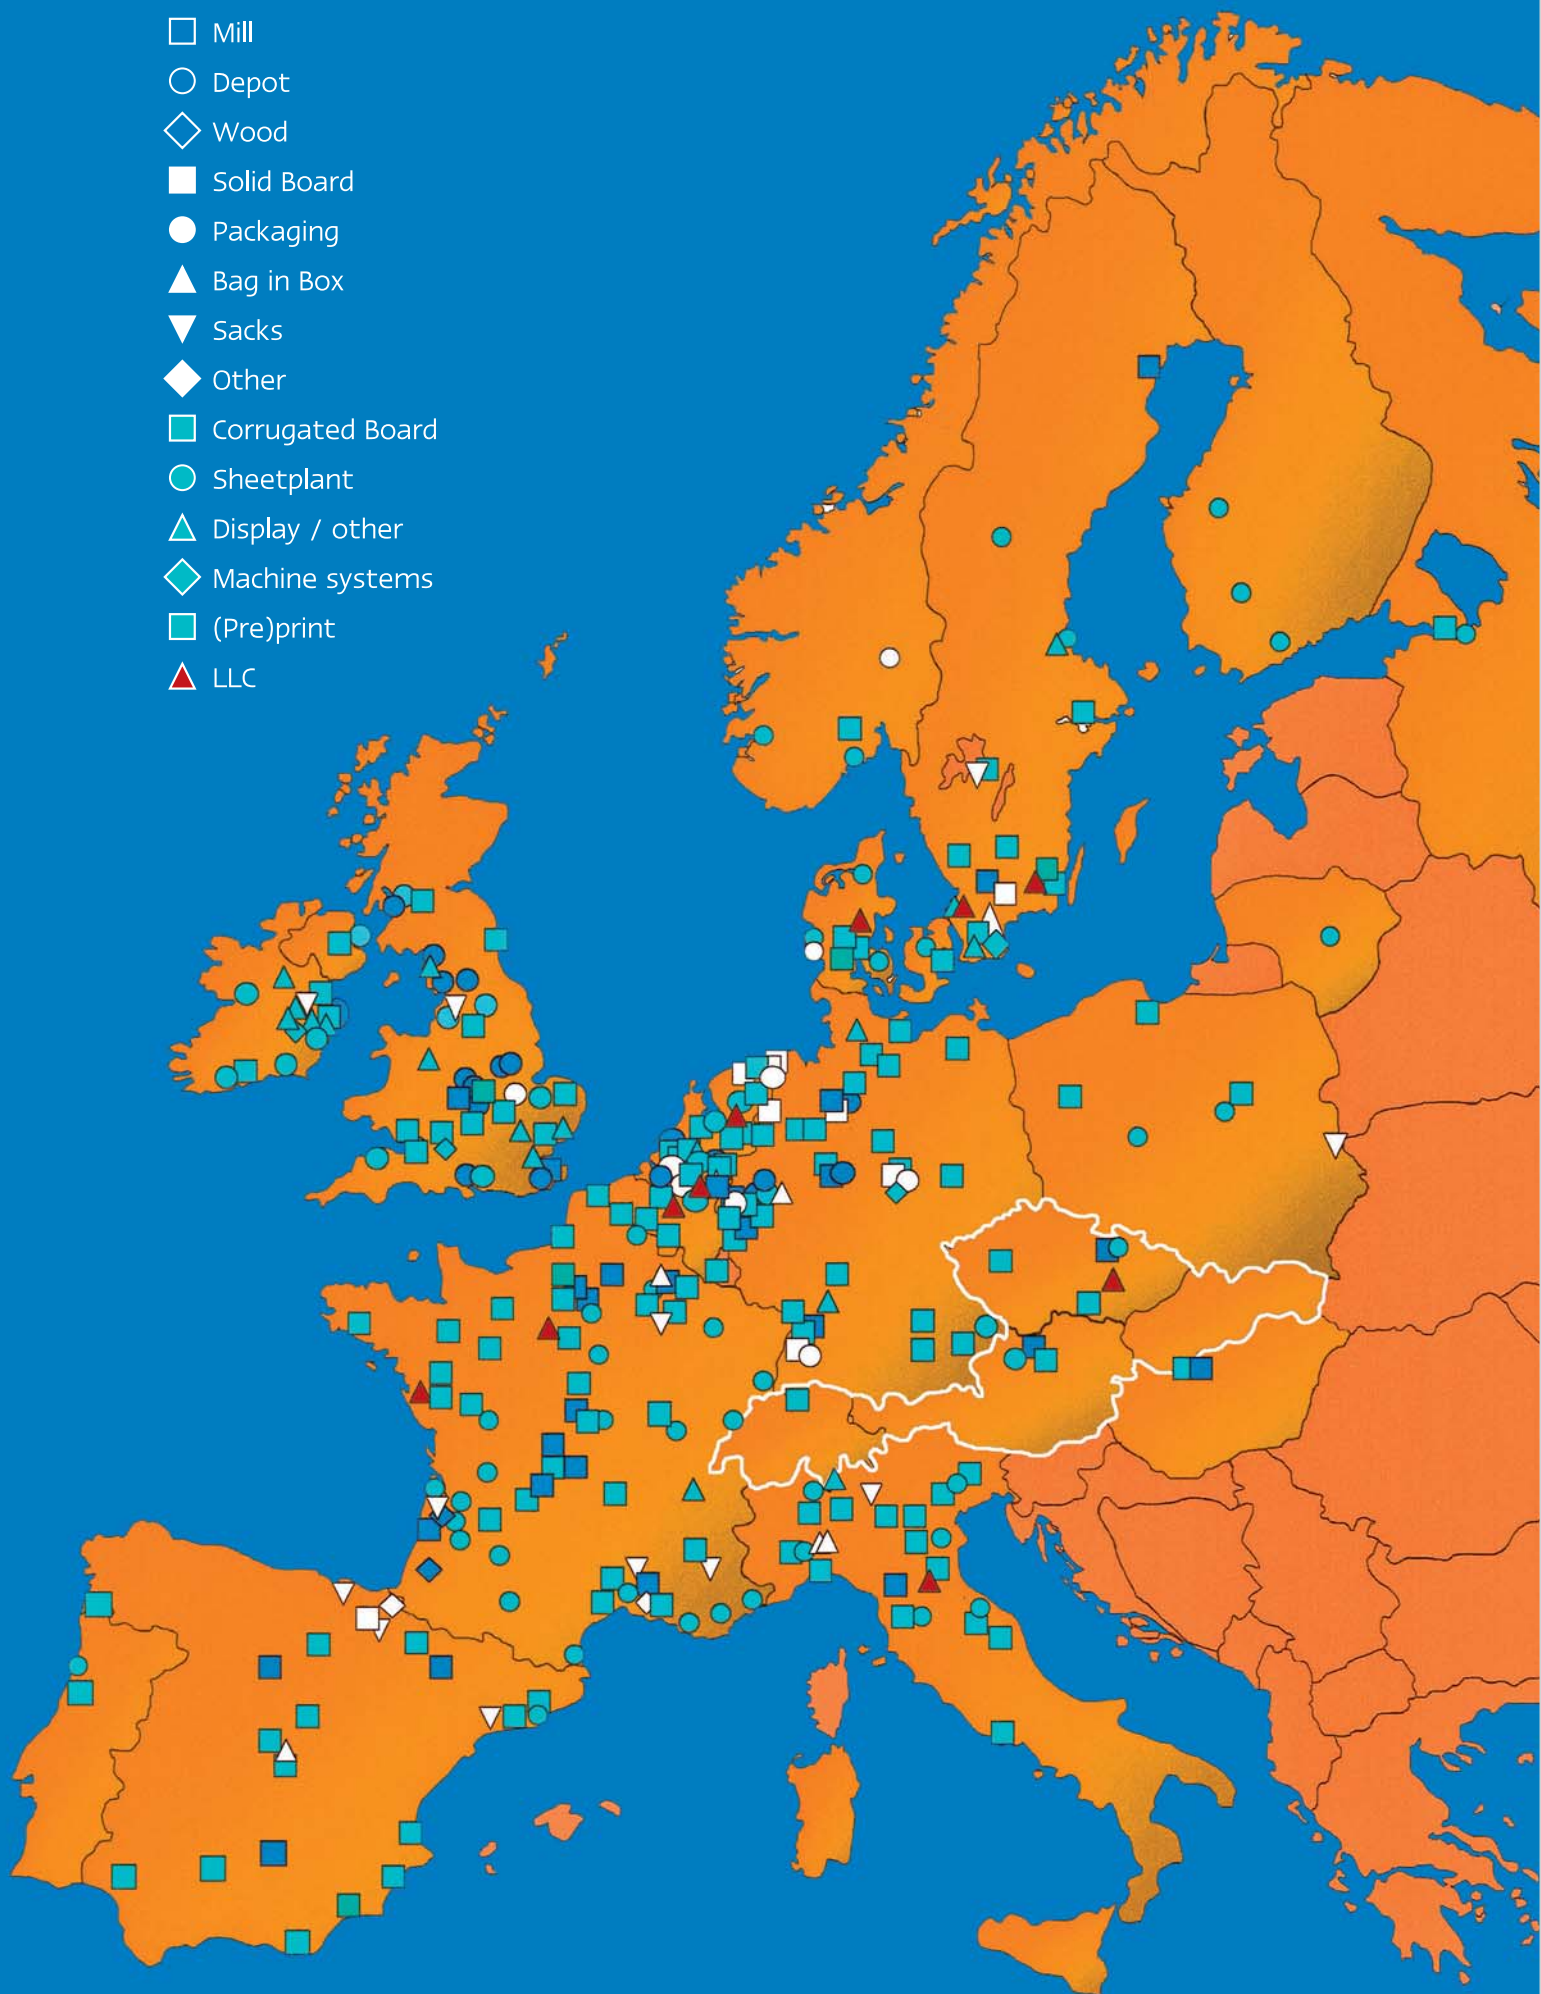 Mill
Depot
Wood
Solid Board
Packaging
Bag in Box
Sacks
Other
Corrugated Board
Sheetplant
Display / other
Machine systems
(Pre)print
LLC